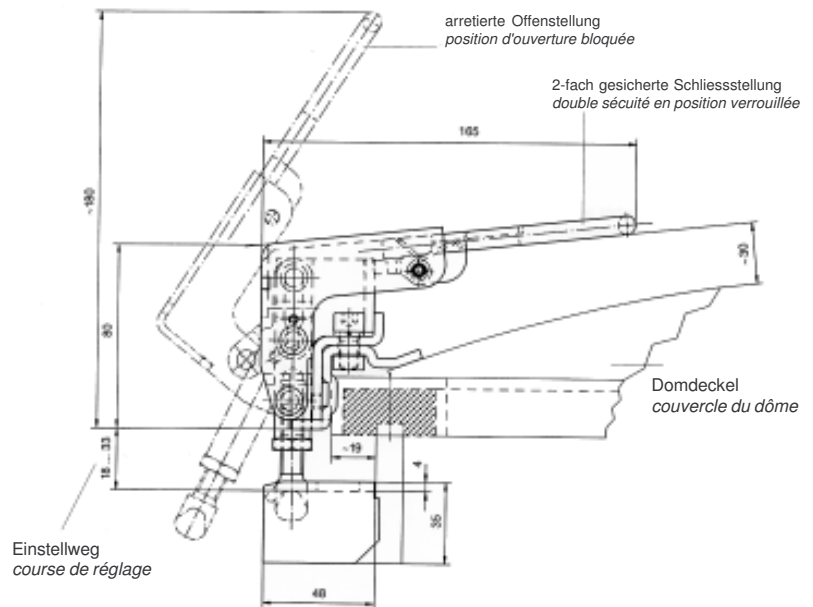 arretierte Offenstellung
position d'ouverture bloquée
2-fach gesicherte Schliessstellung
double sécuité en position verrouillée
165
~180
80
~30
Domdeckel
couvercle du dôme
18...33
~19
4
35
48
Einstellweg
course de réglage